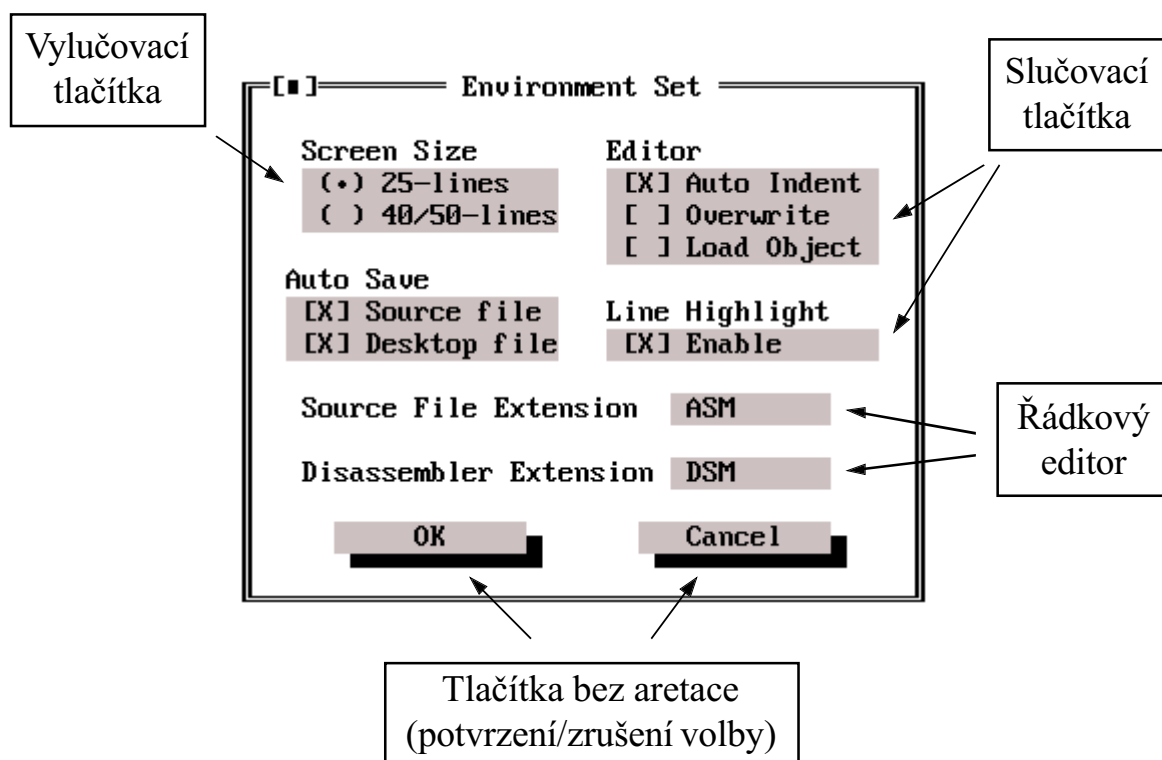 Vylučovací
tlačítka
Slučovací
tlačítka
[■] Environment Set
Screen Size
(•) 25-lines
( ) 40/50-lines
Editor
[X] Auto Indent
[ ] Overwrite
[ ] Load Object
Auto Save
[X] Source file
[X] Desktop file
Line Highlight
[X] Enable
Source File Extension ASM
Disassembler Extension DSM
Řádkový
editor
OK Cancel
Tlačítka bez aretace
(potvrzení/zrušení volby)